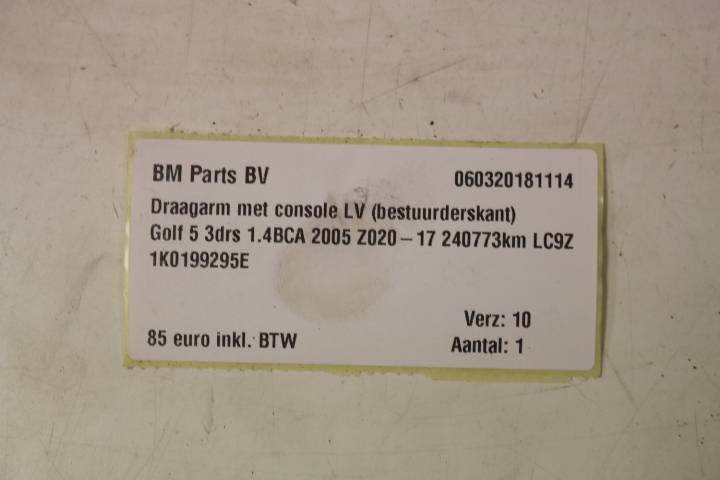 BM Parts BV 060320181114
Draagarm met console LV (bestuurderskant)
Golf 5 3drs 1.4BCA 2005 Z020-17 240773km LC9Z
1K0199295E
Verz: 10
85 euro inkl. BTW Aantal: 1